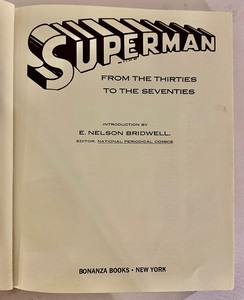 SUPERMAN
FROM THE THIRTIES
TO THE SEVENTIES
INTRODUCTION BY
E. NELSON BRIDWELL,
EDITOR, NATIONAL PERIODICAL COMICS
BONANZA BOOKS • NEW YORK